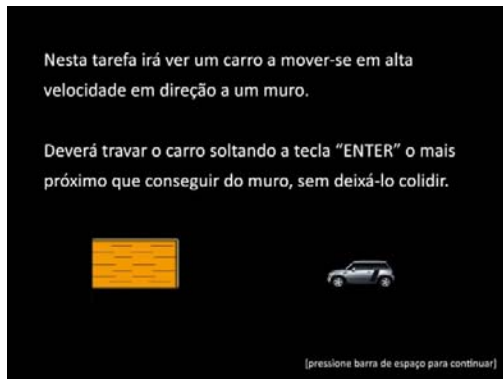 Nesta tarefa irá ver um carro a mover-se em alta
velocidade em direção a um muro.
Deverá travar o carro soltando a tecla “ENTER” o mais
próximo que conseguir do muro, sem deixá-lo colidir.
[pressione barra de espaço para continuar]